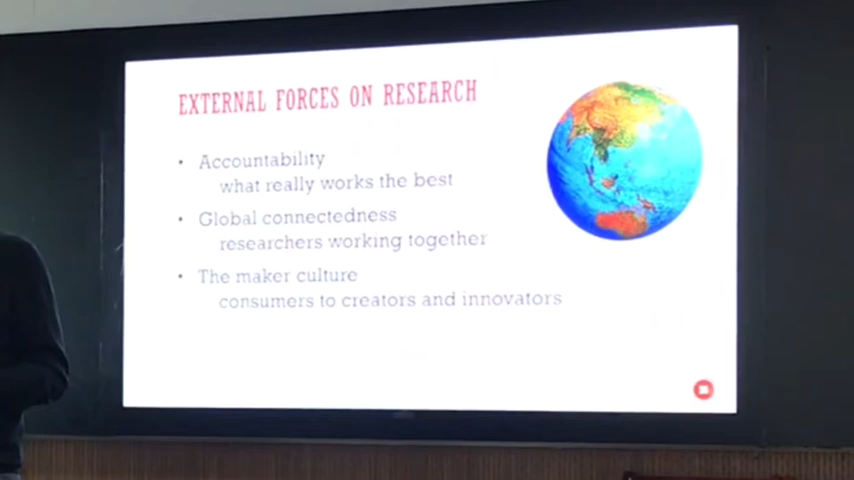 EXTERNAL FORCES ON RESEARCH
• Accountability
what really works the best
• Global connectedness
researchers working together
• The maker culture
consumers to creators and innovators